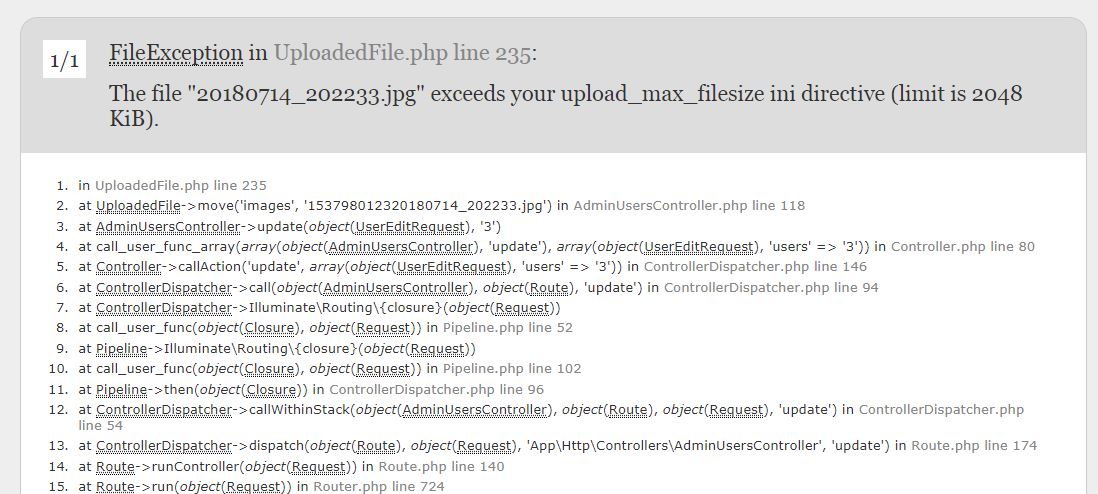 1/1
FileException in UploadedFile.php line 235:
The file "20180714_202233.jpg" exceeds your upload_max_filesize ini directive (limit is 2048
KiB).
1. in UploadedFile.php line 235
2. at UploadedFile->move('images', '153798012320180714_202233.jpg') in AdminUsersController.php line 118
3. at AdminUsersController->update(object(UserEditRequest), '3')
4. at call_user_func_array(array(object(AdminUsersController), 'update'), array(object(UserEditRequest), 'users' => '3')) in Controller.php line 80
5. at Controller->callAction('update', array(object(UserEditRequest), 'users' => '3')) in ControllerDispatcher.php line 146
6. at ControllerDispatcher->call(object(AdminUsersController), object(Route), 'update') in ControllerDispatcher.php line 94
7. at ControllerDispatcher->Illuminate\Routing\{closure}(object(Request))
8. at call_user_func(object(Closure), object(Request)) in Pipeline.php line 52
9. at Pipeline->Illuminate\Routing\{closure}(object(Request))
10. at call_user_func(object(Closure), object(Request)) in Pipeline.php line 102
11. at Pipeline->then(object(Closure)) in ControllerDispatcher.php line 96
12. at ControllerDispatcher->callWithinStack(object(AdminUsersController), object(Route), object(Request), 'update') in ControllerDispatcher.php
line 54
13. at ControllerDispatcher->dispatch(object(Route), object(Request), 'App\Http\Controllers\AdminUsersController', 'update') in Route.php line 174
14. at Route->runController(object(Request)) in Route.php line 140
15. at Route->run(object(Request)) in Router.php line 724